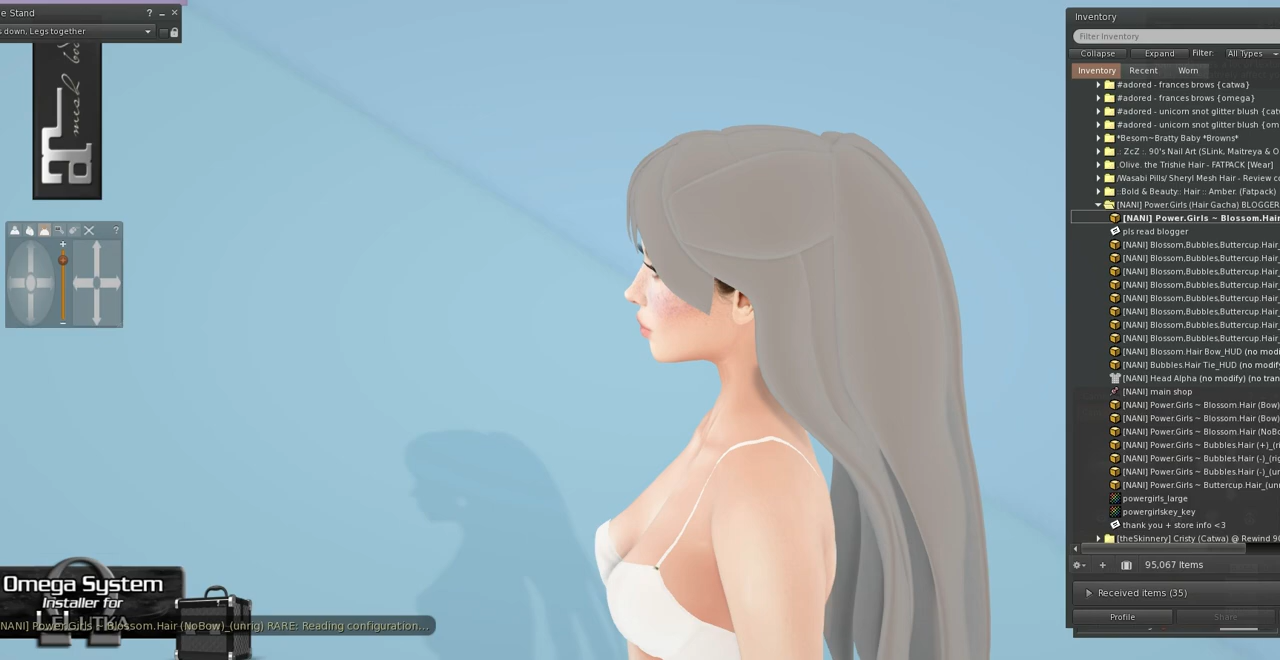 e Stand
? _ ×
s down, Legs together
mesh
?
+
−
Omega System
Installer for
LELUTKA
NANI] Power.Girls ~ Blossom.Hair (NoBow)_(unrig) RARE: Reading configuration...
Inventory
Filter Inventory
Collapse
Expand
Filter:
All Types
Inventory
Recent
Worn
#adored - frances brows {catwa}
#adored - frances brows {omega}
#adored - unicorn snot glitter blush {cat
#adored - unicorn snot glitter blush {om
*Besom~Bratty Baby *Browns*
.: ZcZ :. 90's Nail Art (SLink, Maitreya & O
.Olive. the Trishie Hair - FATPACK [Wear]
/Wasabi Pills/ Sheryl Mesh Hair - Review co
::Bold & Beauty:: Hair :: Amber. (Fatpack)
[NANI] Power.Girls (Hair Gacha) BLOGGER
[NANI] Power.Girls ~ Blossom.Hair
pls read blogger
[NANI] Blossom,Bubbles,Buttercup.Hair_
[NANI] Blossom,Bubbles,Buttercup.Hair_
[NANI] Blossom,Bubbles,Buttercup.Hair_
[NANI] Blossom,Bubbles,Buttercup.Hair_
[NANI] Blossom,Bubbles,Buttercup.Hair_
[NANI] Blossom,Bubbles,Buttercup.Hair_
[NANI] Blossom,Bubbles,Buttercup.Hair_
[NANI] Blossom,Bubbles,Buttercup.Hair_
[NANI] Blossom.Hair Bow_HUD (no modi
[NANI] Bubbles.Hair Tie_HUD (no modify
[NANI] Head Alpha (no modify) (no tran
[NANI] main shop
[NANI] Power.Girls ~ Blossom.Hair (Bow)
[NANI] Power.Girls ~ Blossom.Hair (Bow)
[NANI] Power.Girls ~ Blossom.Hair (NoBo
[NANI] Power.Girls ~ Bubbles.Hair (+)_(ri
[NANI] Power.Girls ~ Bubbles.Hair (-)_(rig
[NANI] Power.Girls ~ Bubbles.Hair (-)_(un
[NANI] Power.Girls ~ Buttercup.Hair_(unr
powergirls_large
powergirlskey_key
thank you + store info <3
[theSkinnery] Cristy (Catwa) @ Rewind 90
+
95,067 Items
Received items (35)
Profile
Share